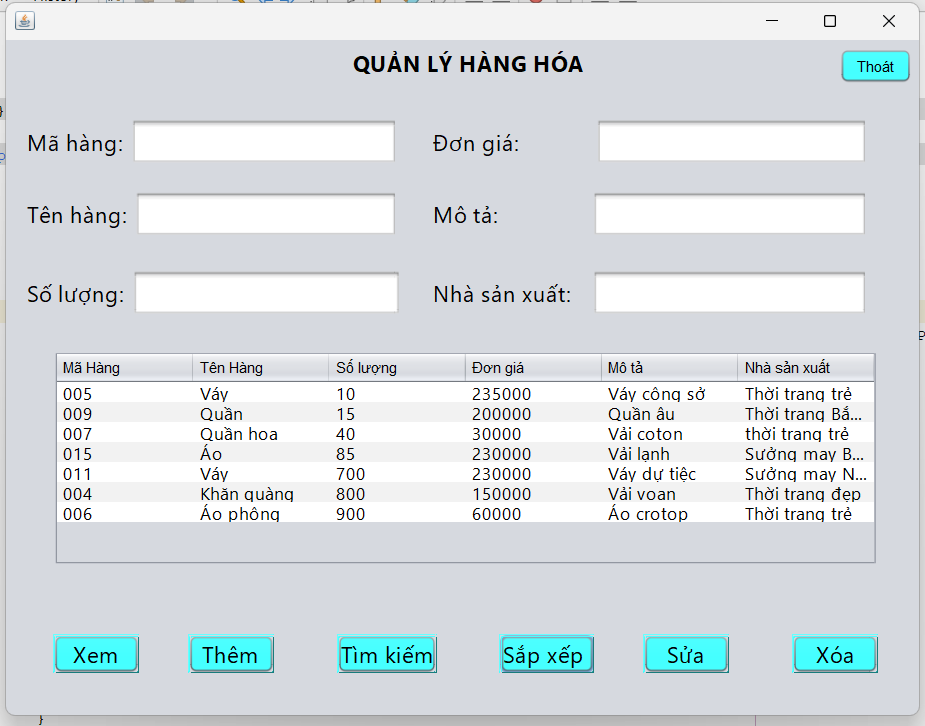 QUẢN LÝ HÀNG HÓA
Thoát
Mã hàng: Đơn giá:
Tên hàng: Mô tả:
Số lượng: Nhà sản xuất:
Mã Hàng Tên Hàng Số lượng Đơn giá Mô tả Nhà sản xuất
005 Váy 10 235000 Váy công sở Thời trang trẻ
009 Quần 15 200000 Quần âu Thời trang Bắ...
007 Quần hoa 40 30000 Vải coton thời trang trẻ
015 Áo 85 230000 Vải lạnh Sưởng may B...
011 Váy 700 230000 Váy dự tiệc Sưởng may N...
004 Khăn quàng 800 150000 Vải voan Thời trang đẹp
006 Áo phông 900 60000 Áo crotop Thời trang trẻ
Xem Thêm Tìm kiếm Sắp xếp Sửa Xóa
}